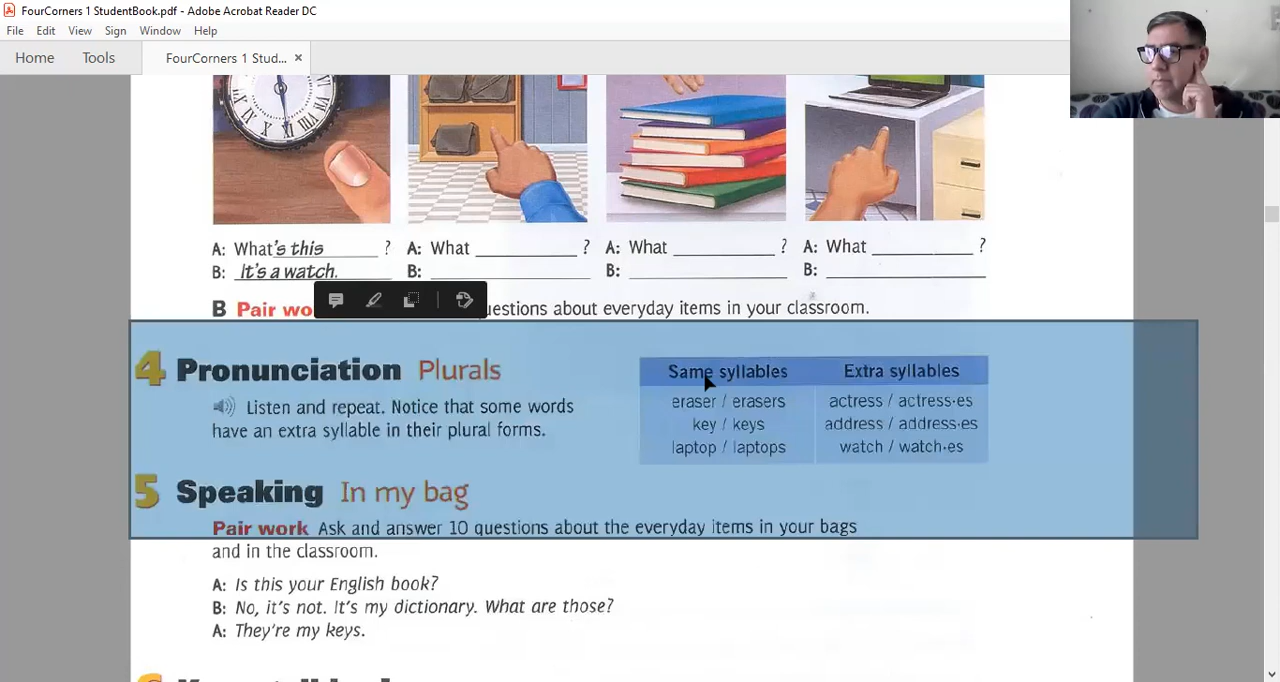 FourCorners 1 StudentBook.pdf - Adobe Acrobat Reader DC
File Edit View Sign Window Help
Home Tools FourCorners 1 Stud... ×
A: What's this ? A: What ? A: What ? A: What ?
B: It's a watch. B: B: B:
B Pair wo uestions about everyday items in your classroom.
4 Pronunciation Plurals
Listen and repeat. Notice that some words
have an extra syllable in their plural forms.
Same syllables Extra syllables
eraser / erasers actress / actress·es
key / keys address / address·es
laptop / laptops watch / watch·es
5 Speaking In my bag
Pair work Ask and answer 10 questions about the everyday items in your bags
and in the classroom.
A: Is this your English book?
B: No, it's not. It's my dictionary. What are those?
A: They're my keys.